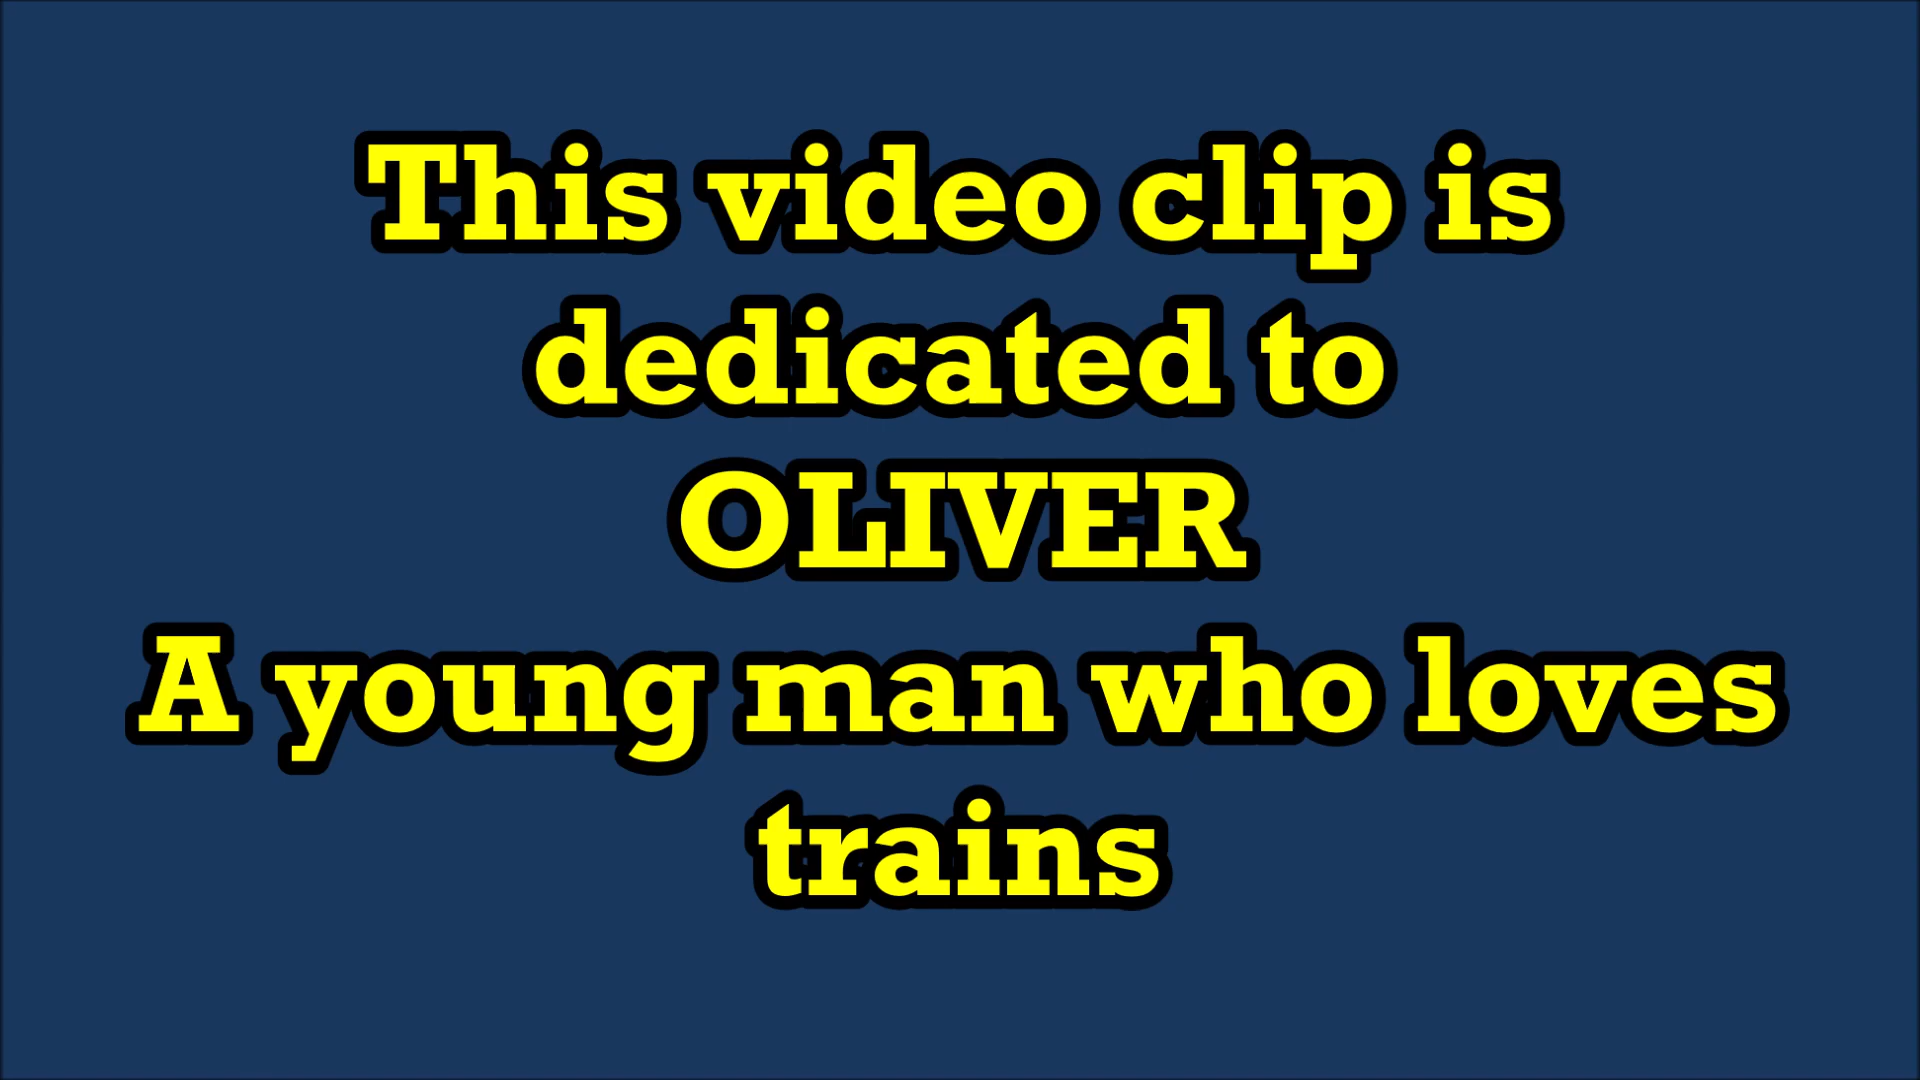 This video clip is
dedicated to
OLIVER
A young man who loves
trains